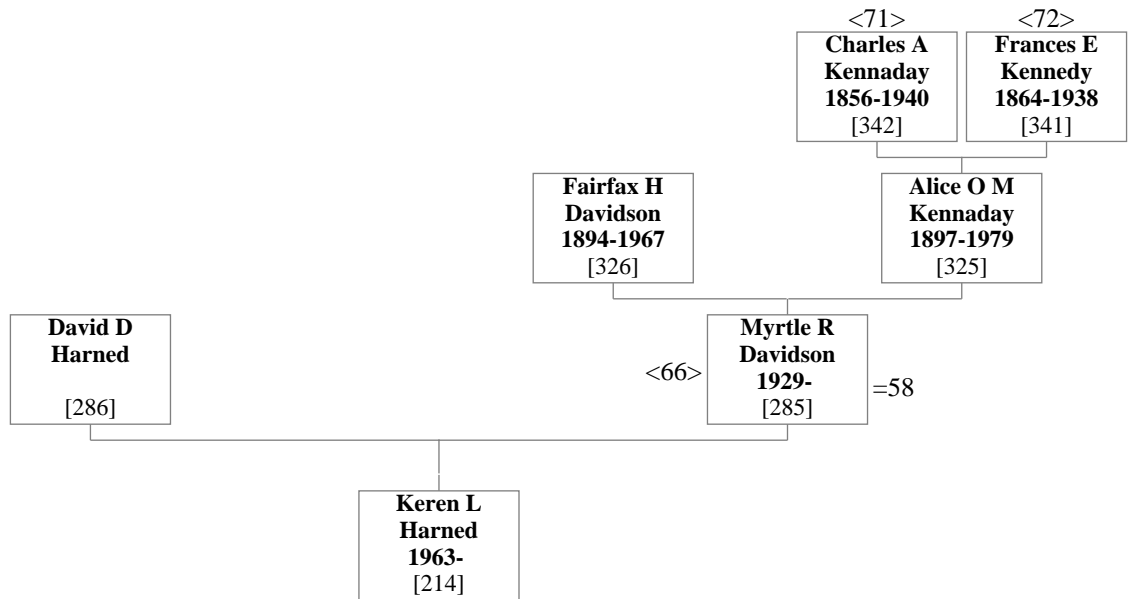 <71>
<72>
Charles A
Kennaday
1856-1940
[342]
Frances E
Kennedy
1864-1938
[341]
Fairfax H
Davidson
1894-1967
[326]
Alice O M
Kennaday
1897-1979
[325]
David D
Harned
[286]
<66>
Myrtle R
Davidson
1929-
[285]
=58
Keren L
Harned
1963-
[214]